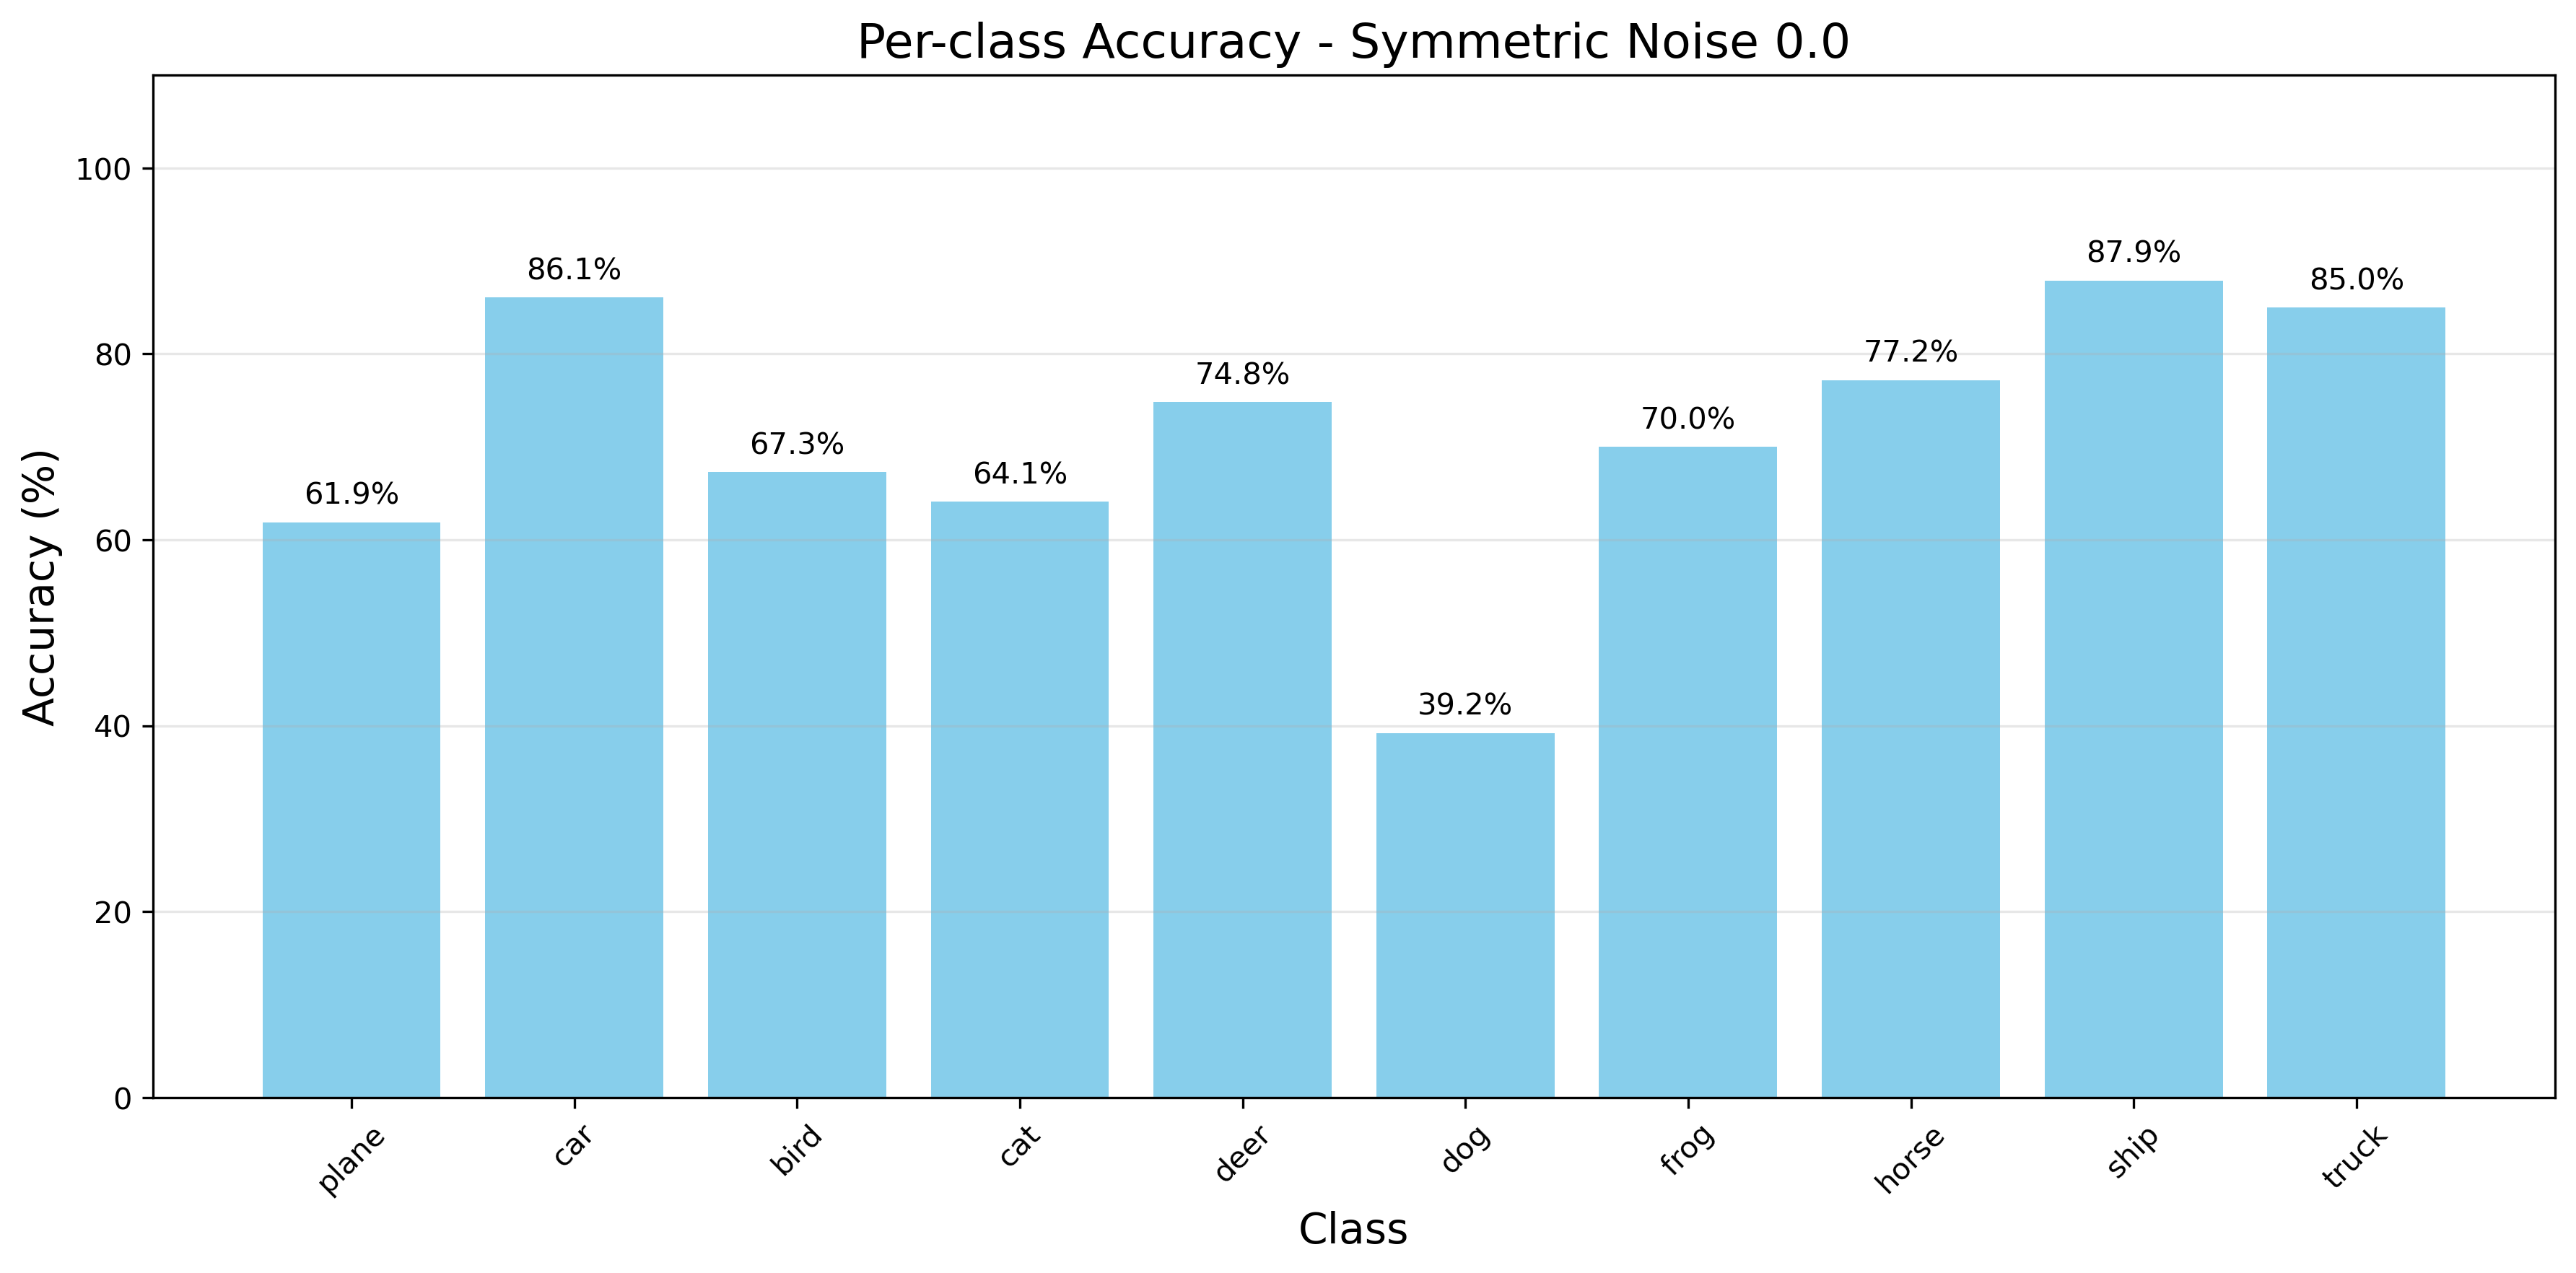 Per-class Accuracy - Symmetric Noise 0.0
Accuracy (%)
100
80
60
40
20
0
61.9%
86.1%
67.3%
64.1%
74.8%
39.2%
70.0%
77.2%
87.9%
85.0%
plane
car
bird
cat
deer
dog
frog
horse
ship
truck
Class